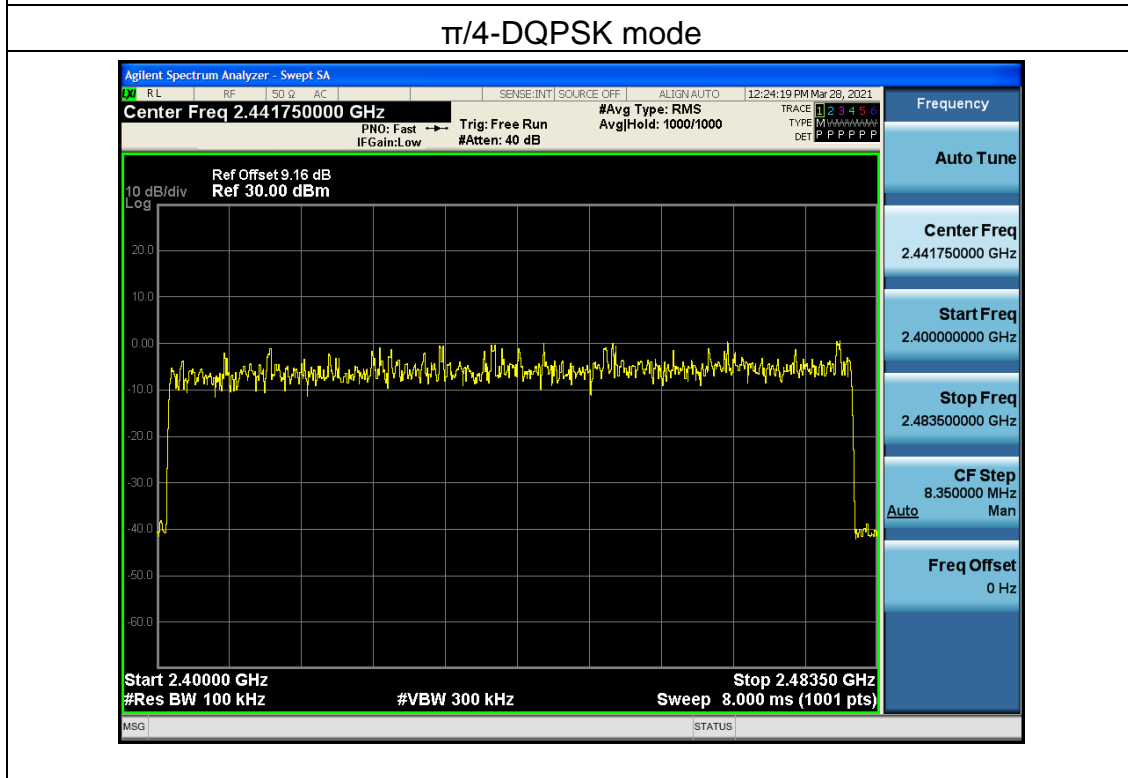 π/4-DQPSK mode
Agilent Spectrum Analyzer - Swept SA
LXI RL RF 50 Ω AC SENSE:INT SOURCE OFF ALIGN AUTO 12:24:19 PM Mar 28, 2021
Center Freq 2.441750000 GHz
PNO: Fast
IFGain:Low
Trig: Free Run
#Atten: 40 dB
#Avg Type: RMS
Avg|Hold: 1000/1000
TRACE 1 2 3 4 5 6
TYPE M
DET P P P P P P
Ref Offset 9.16 dB
10 dB/div Ref 30.00 dBm
Log
20.0
10.0
0.00
-10.0
-20.0
-30.0
-40.0
-50.0
-60.0
Start 2.40000 GHz
Stop 2.48350 GHz
#Res BW 100 kHz
#VBW 300 kHz
Sweep 8.000 ms (1001 pts)
MSG
STATUS
Frequency
Auto Tune
Center Freq
2.441750000 GHz
Start Freq
2.400000000 GHz
Stop Freq
2.483500000 GHz
CF Step
8.350000 MHz
Auto Man
Freq Offset
0 Hz